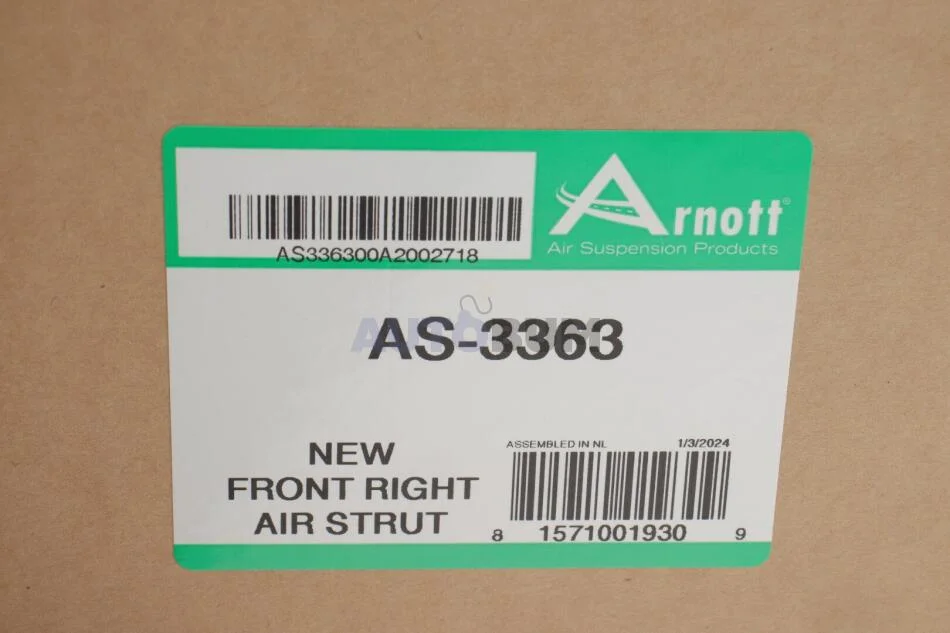 AS336300A2002718
Arnott®
Air Suspension Products
AS-3363
NEW
FRONT RIGHT
AIR STRUT
ASSEMBLED IN NL 1/3/2024
8 1571001930 9